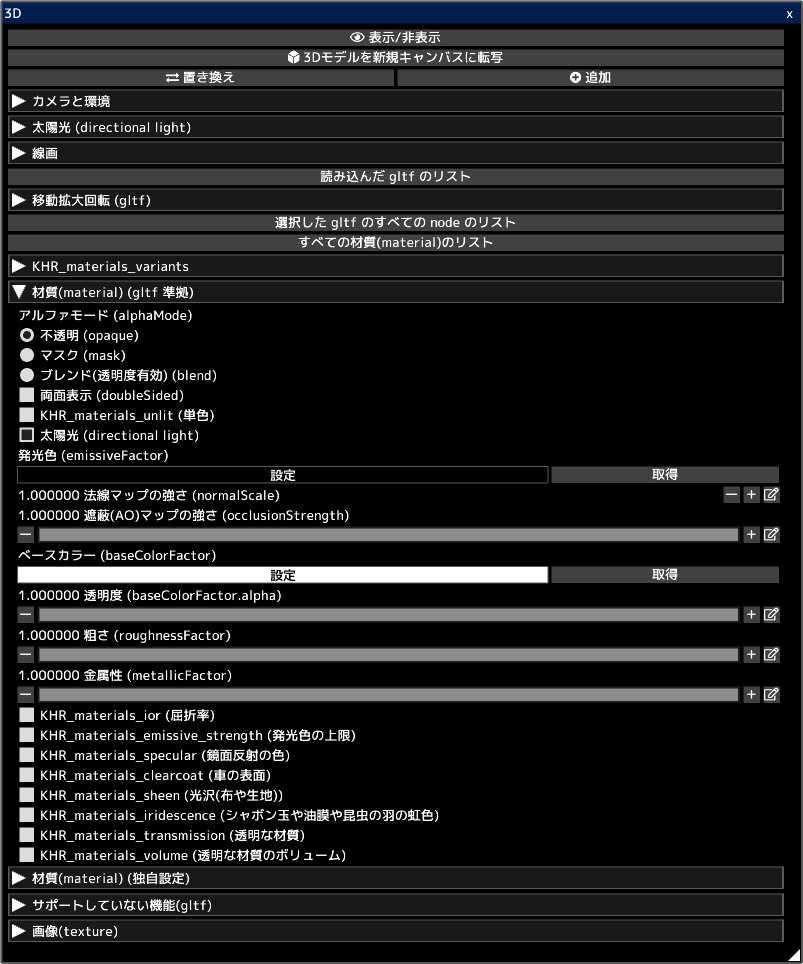 3D x
表示/非表示
3Dモデルを新規キャンバスに転写
置き換え 追加
カメラと環境
太陽光 (directional light)
線画
読み込んだ gltf のリスト
移動拡大回転 (gltf)
選択した gltf のすべての node のリスト
すべての材質(material)のリスト
KHR_materials_variants
材質(material) (gltf 準拠)
アルファモード (alphaMode)
不透明 (opaque)
マスク (mask)
ブレンド(透明度有効) (blend)
両面表示 (doubleSided)
KHR_materials_unlit (単色)
太陽光 (directional light)
発光色 (emissiveFactor)
設定 取得
1.000000 法線マップの強さ (normalScale)
1.000000 遮蔽(AO)マップの強さ (occlusionStrength)
ベースカラー (baseColorFactor)
設定 取得
1.000000 透明度 (baseColorFactor.alpha)
1.000000 粗さ (roughnessFactor)
1.000000 金属性 (metallicFactor)
KHR_materials_ior (屈折率)
KHR_materials_emissive_strength (発光色の上限)
KHR_materials_specular (鏡面反射の色)
KHR_materials_clearcoat (車の表面)
KHR_materials_sheen (光沢(布や生地))
KHR_materials_iridescence (シャボン玉や油膜や昆虫の羽の虹色)
KHR_materials_transmission (透明な材質)
KHR_materials_volume (透明な材質のボリューム)
材質(material) (独自設定)
サポートしていない機能(gltf)
画像(texture)